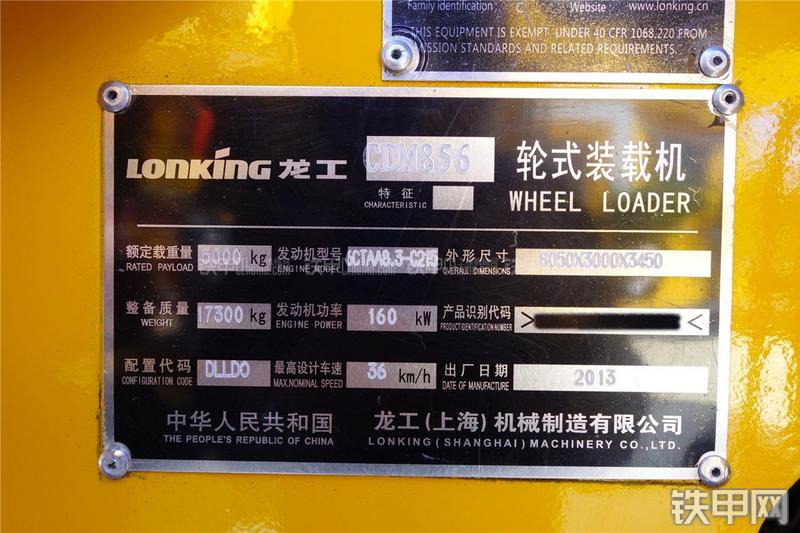 Family identification C Website www.lonking.cn
THIS EQUIPMENT IS EXEMPT UNDER 40 CFR 1068.220 FROM
SSION STANDARDS AND RELATED REQUIREMENTS.
LONKING 龙工 CDM856 轮式装载机
特征
CHARACTERISTIC WHEEL LOADER
额定载重量 5000 kg 发动机型号 6CTAA8.3-C215 外形尺寸 8050X3000X3450
RATED PAYLOAD ENGINE MODEL OVERALL DIMENSIONS
整备质量 17300 kg 发动机功率 160 kW 产品识别代码 > <
WEIGHT ENGINE POWER PRODUCT IDENTIFICATION NUMBER
配置代码 DLLD0 最高设计车速 36 km/h 出厂日期 2013
CONFIGURATION CODE MAX.NOMINAL SPEED DATE OF MANUFACTURE
中华人民共和国 龙工(上海)机械制造有限公司
THE PEOPLE'S REPUBLIC OF CHINA LONKING(SHANGHAI)MACHINERY CO.,LTD.
铁甲网